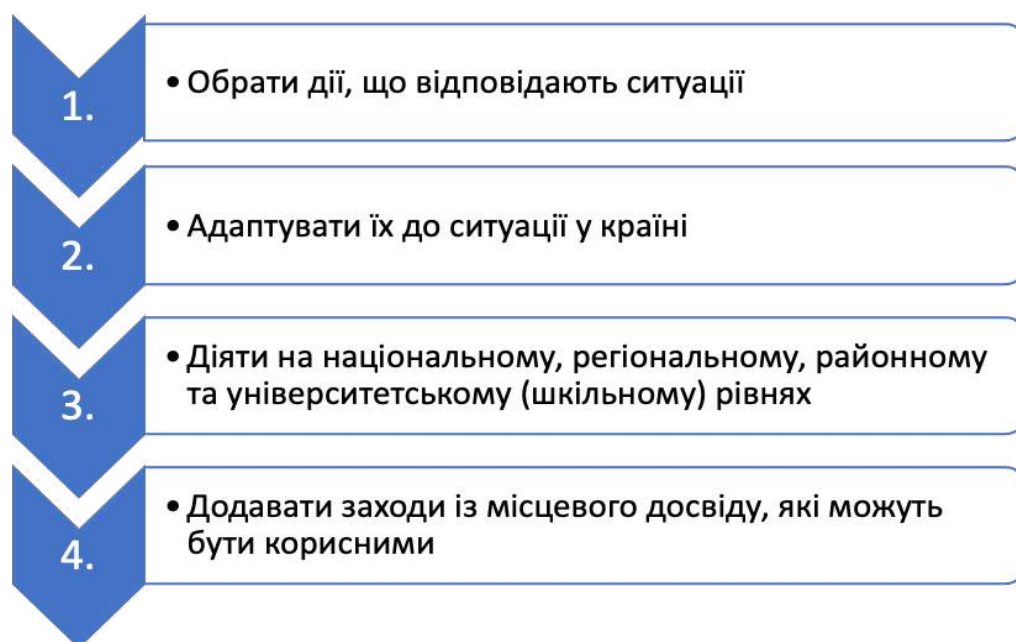 1.
• Обрати дії, що відповідають ситуації
2.
• Адаптувати їх до ситуації у країні
3.
• Діяти на національному, регіональному, районному
та університетському (шкільному) рівнях
4.
• Додавати заходи із місцевого досвіду, які можуть
бути корисними